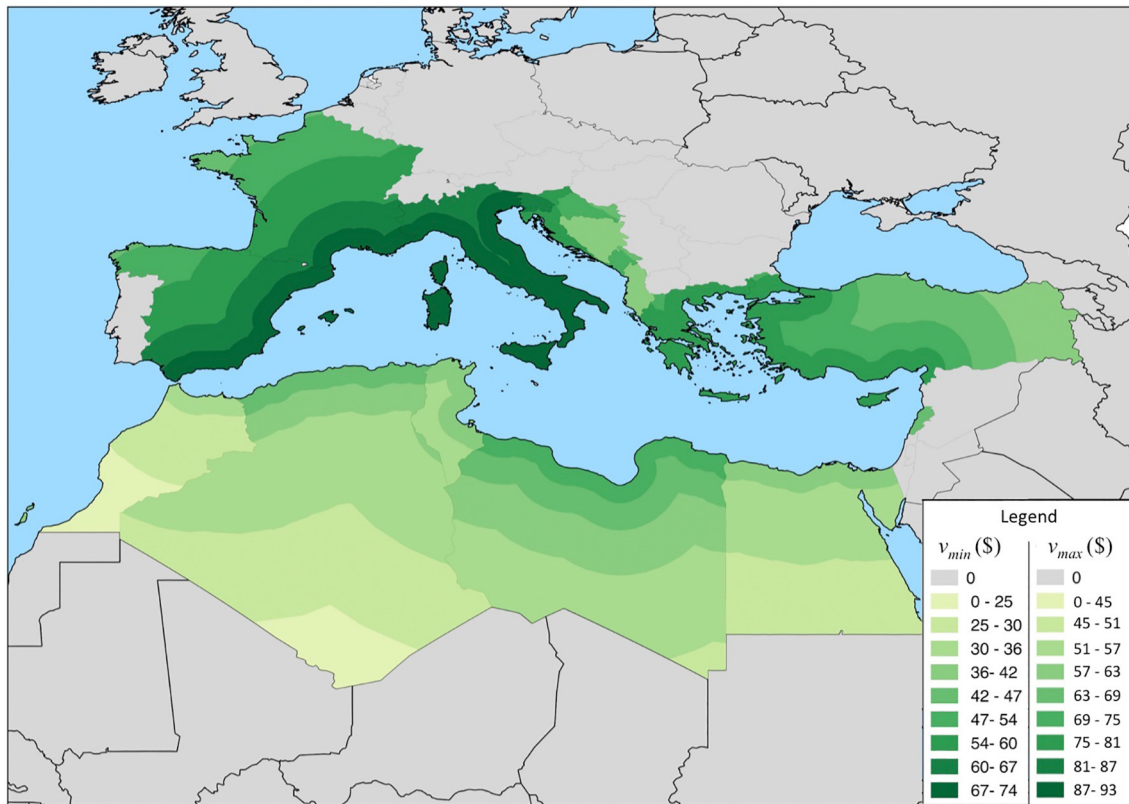 Legend
v_min ($) v_max ($)
0 0
0 - 25 0 - 45
25 - 30 45 - 51
30 - 36 51 - 57
36 - 42 57 - 63
42 - 47 63 - 69
47- 54 69 - 75
54- 60 75 - 81
60- 67 81- 87
67- 74 87- 93